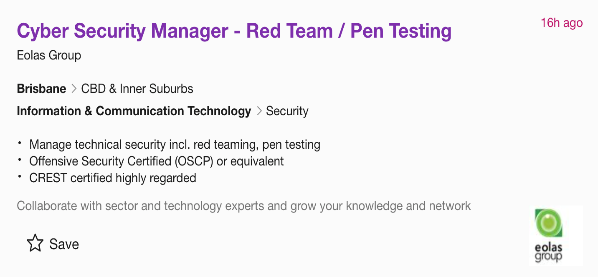 Cyber Security Manager - Red Team / Pen Testing
16h ago
Eolas Group
Brisbane > CBD & Inner Suburbs
Information & Communication Technology > Security
• Manage technical security incl. red teaming, pen testing
• Offensive Security Certified (OSCP) or equivalent
• CREST certified highly regarded
Collaborate with sector and technology experts and grow your knowledge and network
Save
eolas
group